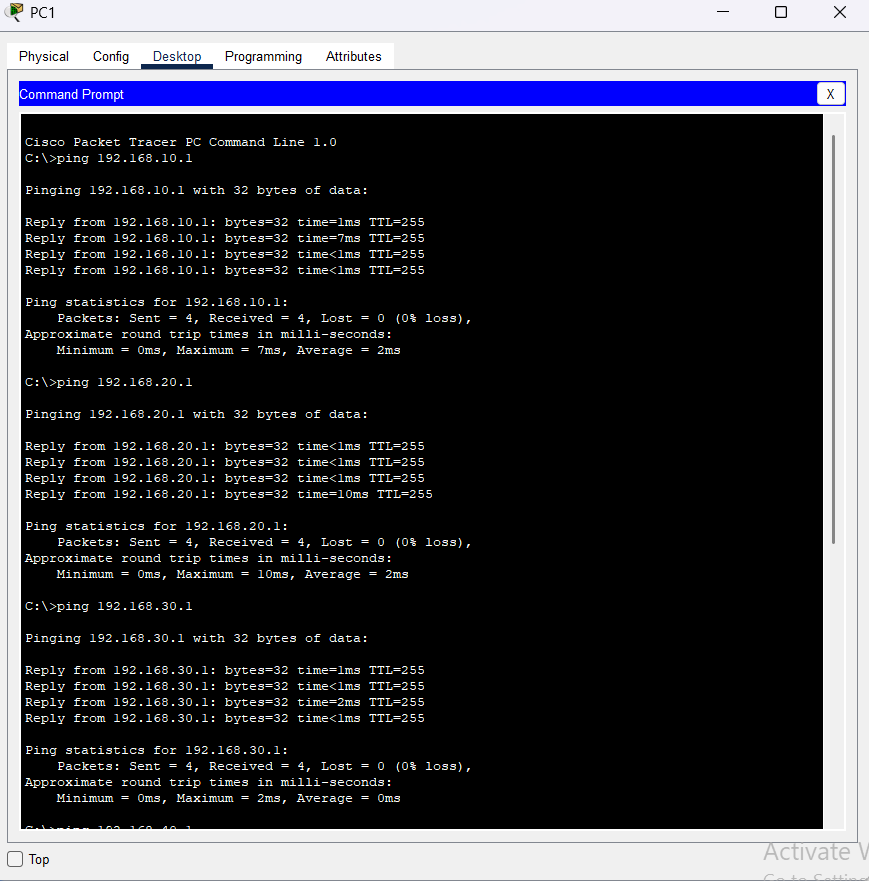 PC1
Physical Config Desktop Programming Attributes
Command Prompt X
Cisco Packet Tracer PC Command Line 1.0
C:\>ping 192.168.10.1
Pinging 192.168.10.1 with 32 bytes of data:
Reply from 192.168.10.1: bytes=32 time=1ms TTL=255
Reply from 192.168.10.1: bytes=32 time=7ms TTL=255
Reply from 192.168.10.1: bytes=32 time<1ms TTL=255
Reply from 192.168.10.1: bytes=32 time<1ms TTL=255
Ping statistics for 192.168.10.1:
Packets: Sent = 4, Received = 4, Lost = 0 (0% loss),
Approximate round trip times in milli-seconds:
Minimum = 0ms, Maximum = 7ms, Average = 2ms
C:\>ping 192.168.20.1
Pinging 192.168.20.1 with 32 bytes of data:
Reply from 192.168.20.1: bytes=32 time<1ms TTL=255
Reply from 192.168.20.1: bytes=32 time<1ms TTL=255
Reply from 192.168.20.1: bytes=32 time<1ms TTL=255
Reply from 192.168.20.1: bytes=32 time=10ms TTL=255
Ping statistics for 192.168.20.1:
Packets: Sent = 4, Received = 4, Lost = 0 (0% loss),
Approximate round trip times in milli-seconds:
Minimum = 0ms, Maximum = 10ms, Average = 2ms
C:\>ping 192.168.30.1
Pinging 192.168.30.1 with 32 bytes of data:
Reply from 192.168.30.1: bytes=32 time=1ms TTL=255
Reply from 192.168.30.1: bytes=32 time<1ms TTL=255
Reply from 192.168.30.1: bytes=32 time=2ms TTL=255
Reply from 192.168.30.1: bytes=32 time<1ms TTL=255
Ping statistics for 192.168.30.1:
Packets: Sent = 4, Received = 4, Lost = 0 (0% loss),
Approximate round trip times in milli-seconds:
Minimum = 0ms, Maximum = 2ms, Average = 0ms
C:\>ping 192.168.40.1
Top
Activate W
Go to Setting